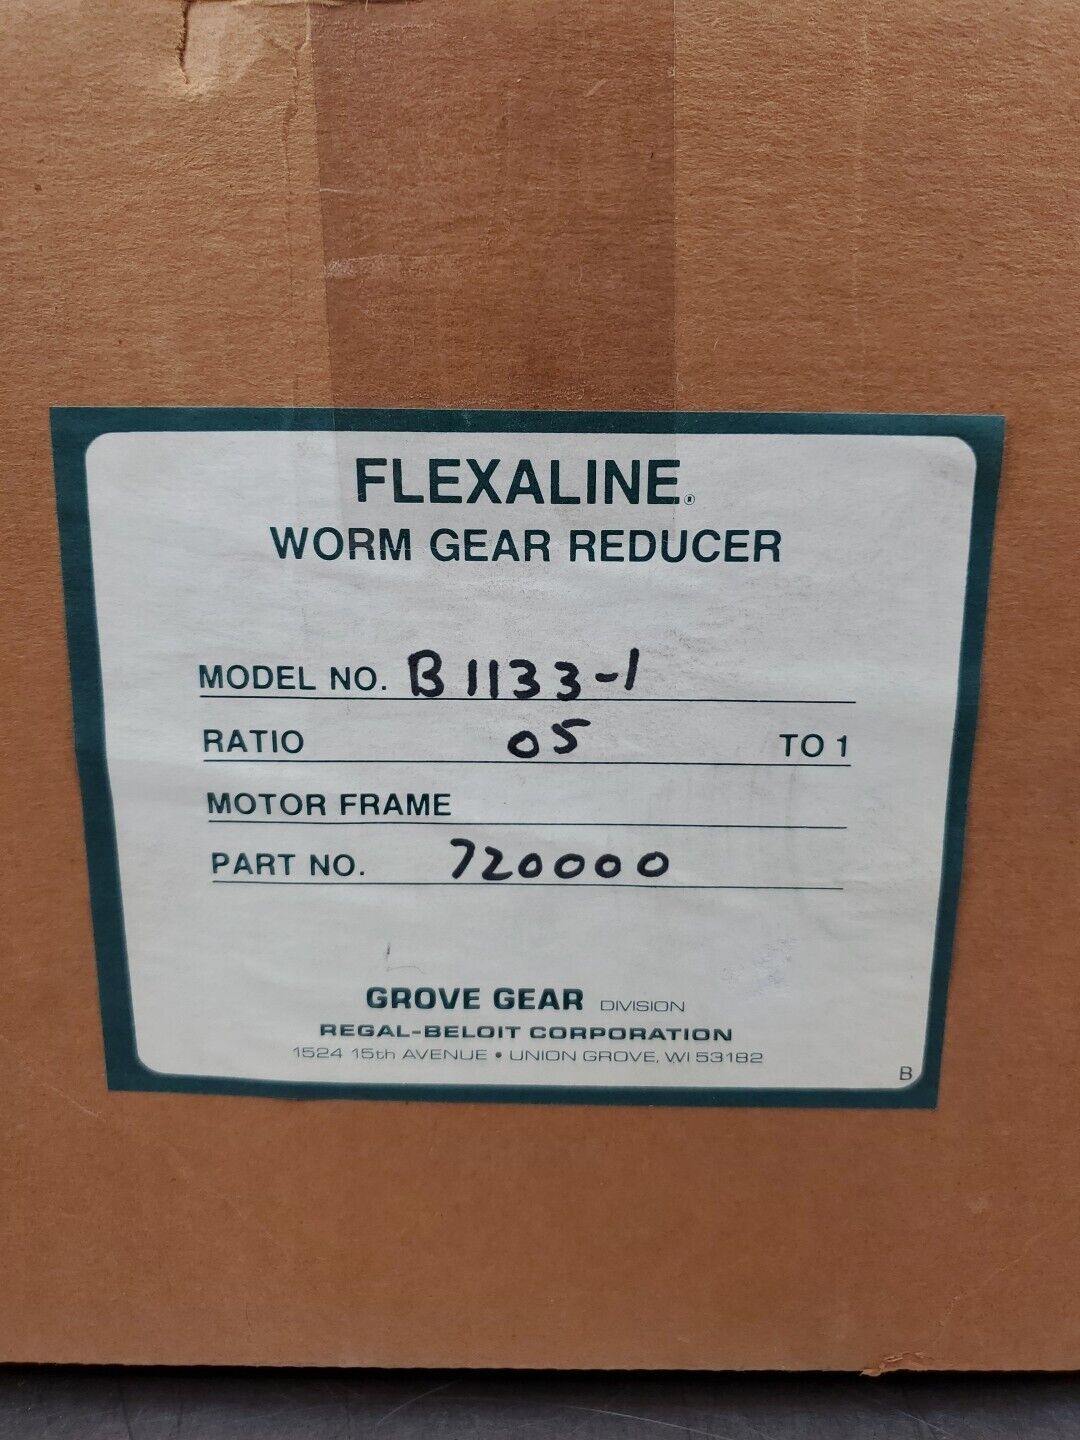 FLEXALINE®
WORM GEAR REDUCER
MODEL NO. B1133-1
RATIO 05 TO 1
MOTOR FRAME
PART NO. 720000
GROVE GEAR DIVISION
REGAL-BELOIT CORPORATION
1524 15th AVENUE • UNION GROVE, WI 53182
B